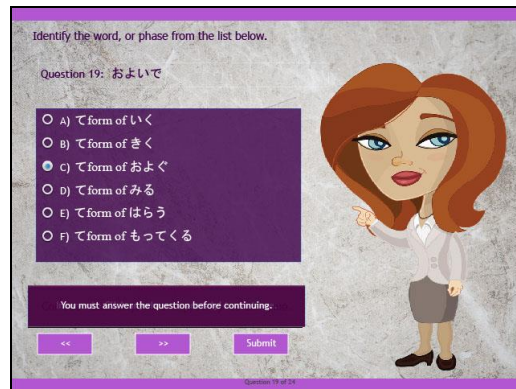 Identify the word, or phase from the list below.
Question 19: およいで
A) てform of いく
B) てform of きく
C) てform of およぐ
D) てform of みる
E) てform of はらう
F) てform of もってくる
You must answer the question before continuing.
<< >> Submit
Question 19 of 24